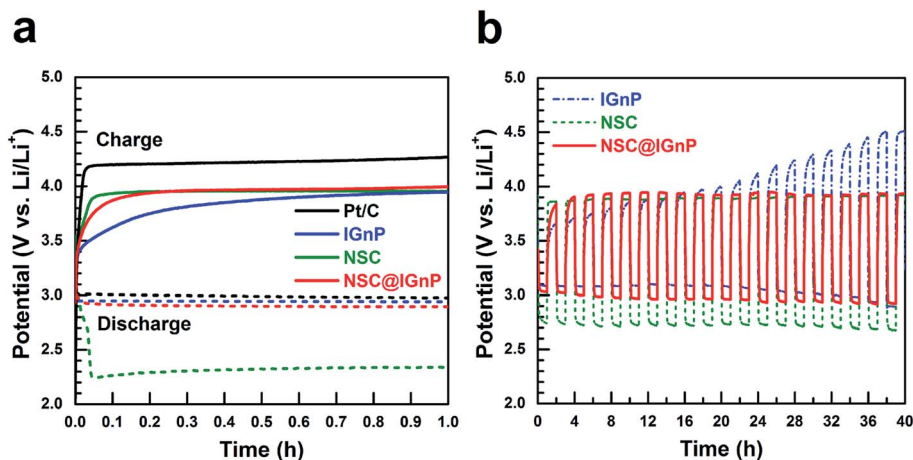 a
5.0
4.5
4.0
3.5
3.0
2.5
2.0
Potential (V vs. Li/Li⁺)
Charge
Pt/C
IGnP
NSC
NSC@IGnP
Discharge
0.0 0.1 0.2 0.3 0.4 0.5 0.6 0.7 0.8 0.9 1.0
Time (h)
b
5.0
4.5
4.0
3.5
3.0
2.5
2.0
Potential (V vs. Li/Li⁺)
IGnP
NSC
NSC@IGnP
0 4 8 12 16 20 24 28 32 36 40
Time (h)